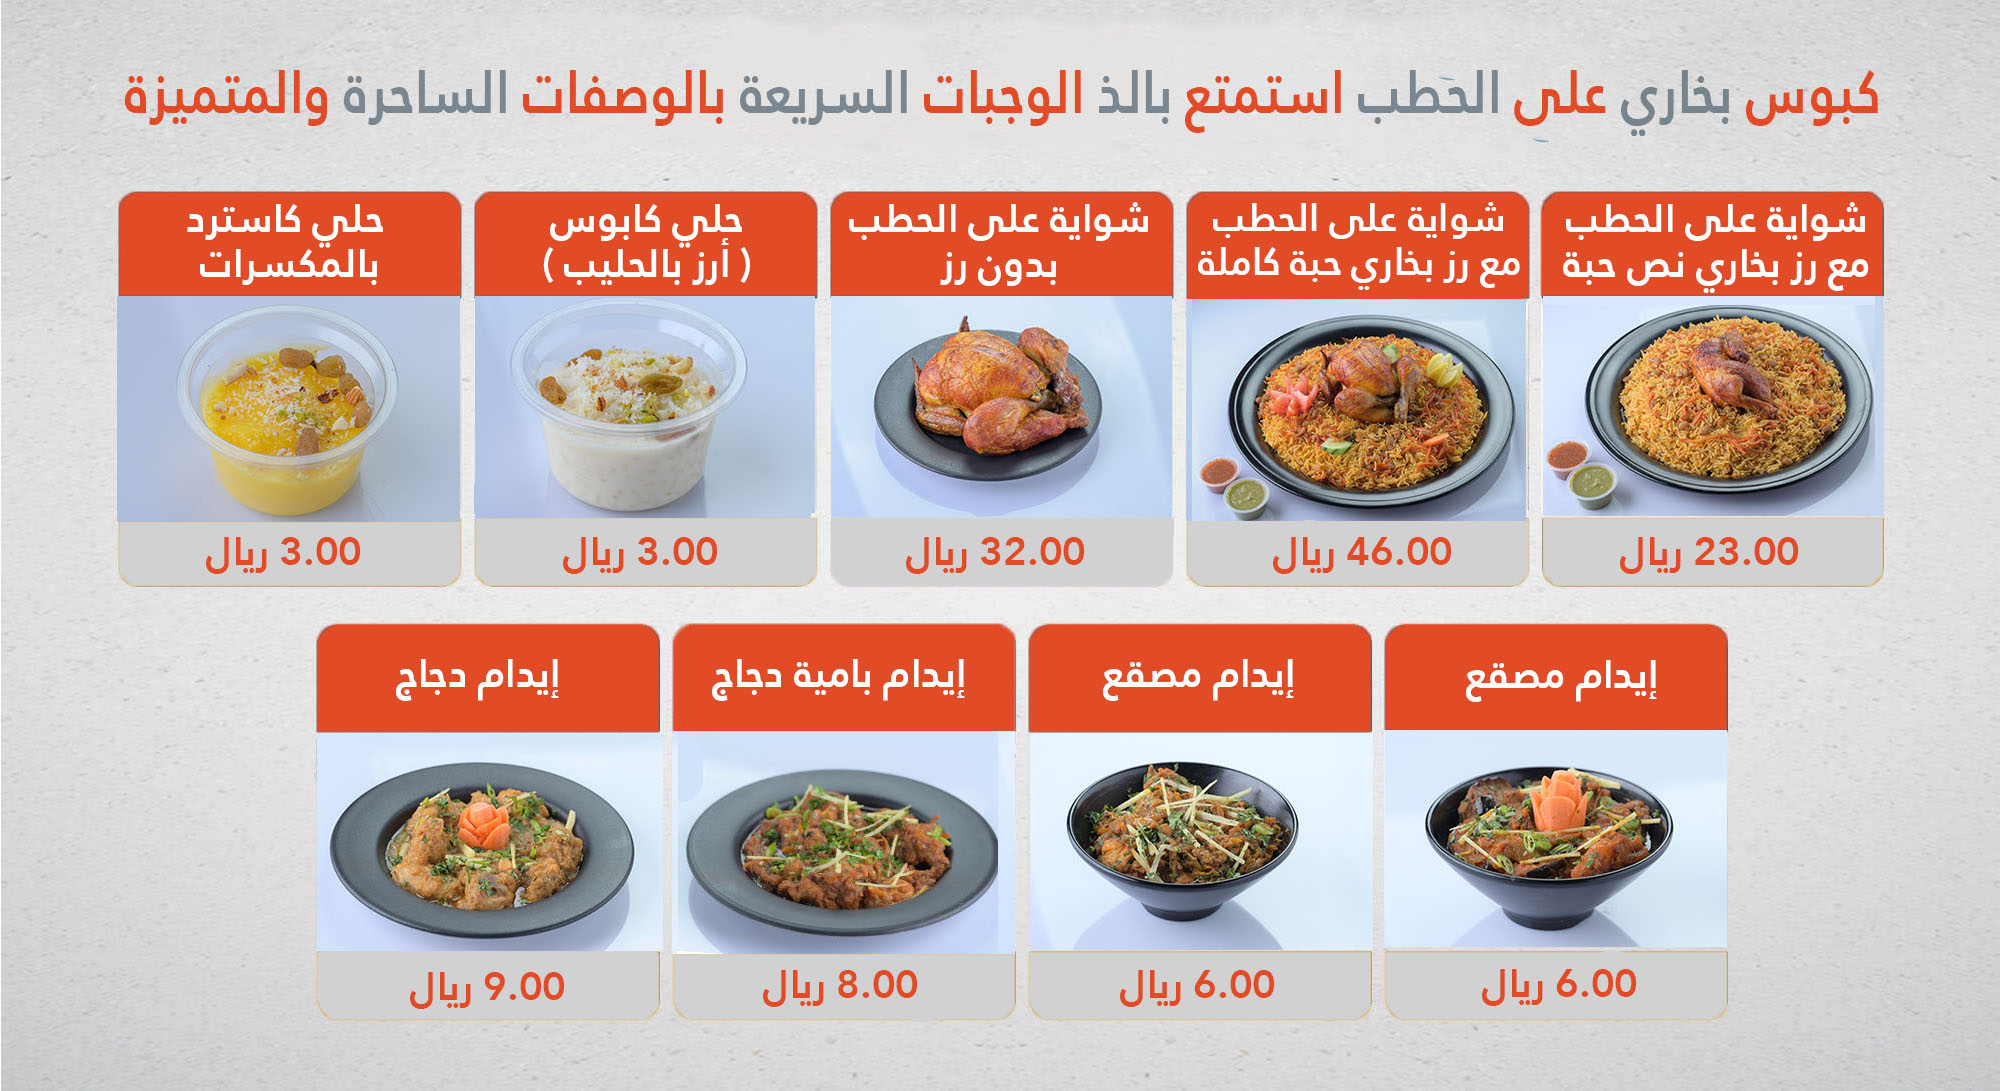 كبوس بخاري على الحطب استمتع بالذ الوجبات السريعة بالوصفات الساحرة والمتميزة
شواية على الحطب
مع رز بخاري نص حبة
23.00 ريال
شواية على الحطب
مع رز بخاري حبة كاملة
46.00 ريال
شواية على الحطب
بدون رز
32.00 ريال
حلي كابوس
( أرز بالحليب )
3.00 ريال
حلي كاسترد
بالمكسرات
3.00 ريال
إيدام مصقع
6.00 ريال
إيدام مصقع
6.00 ريال
إيدام بامية دجاج
8.00 ريال
إيدام دجاج
9.00 ريال